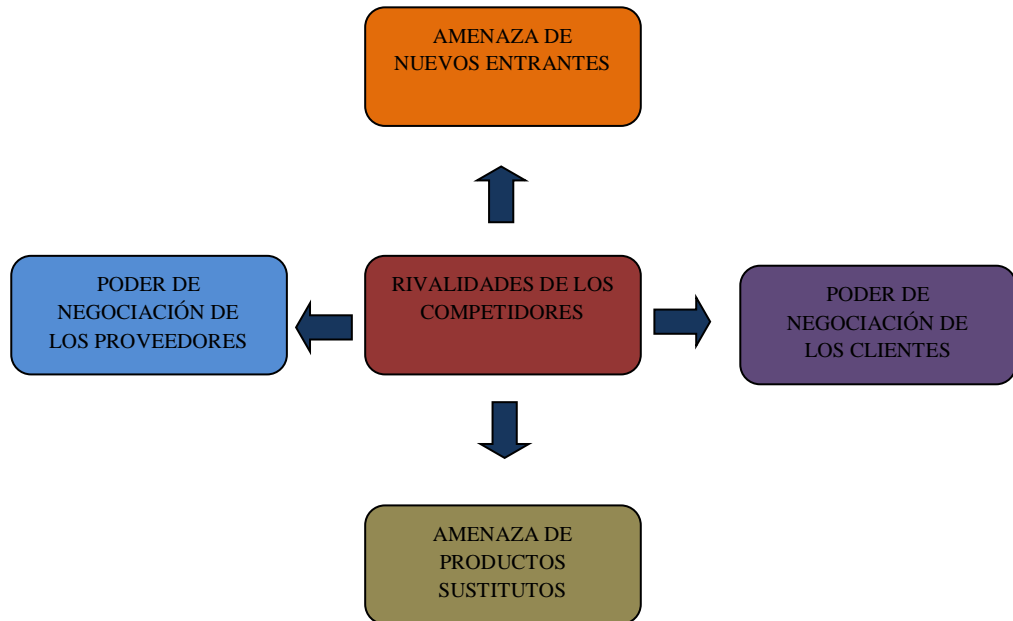 AMENAZA DE
NUEVOS ENTRANTES
PODER DE
NEGOCIACIÓN DE
LOS PROVEEDORES
RIVALIDADES DE LOS
COMPETIDORES
PODER DE
NEGOCIACIÓN DE
LOS CLIENTES
AMENAZA DE
PRODUCTOS
SUSTITUTOS